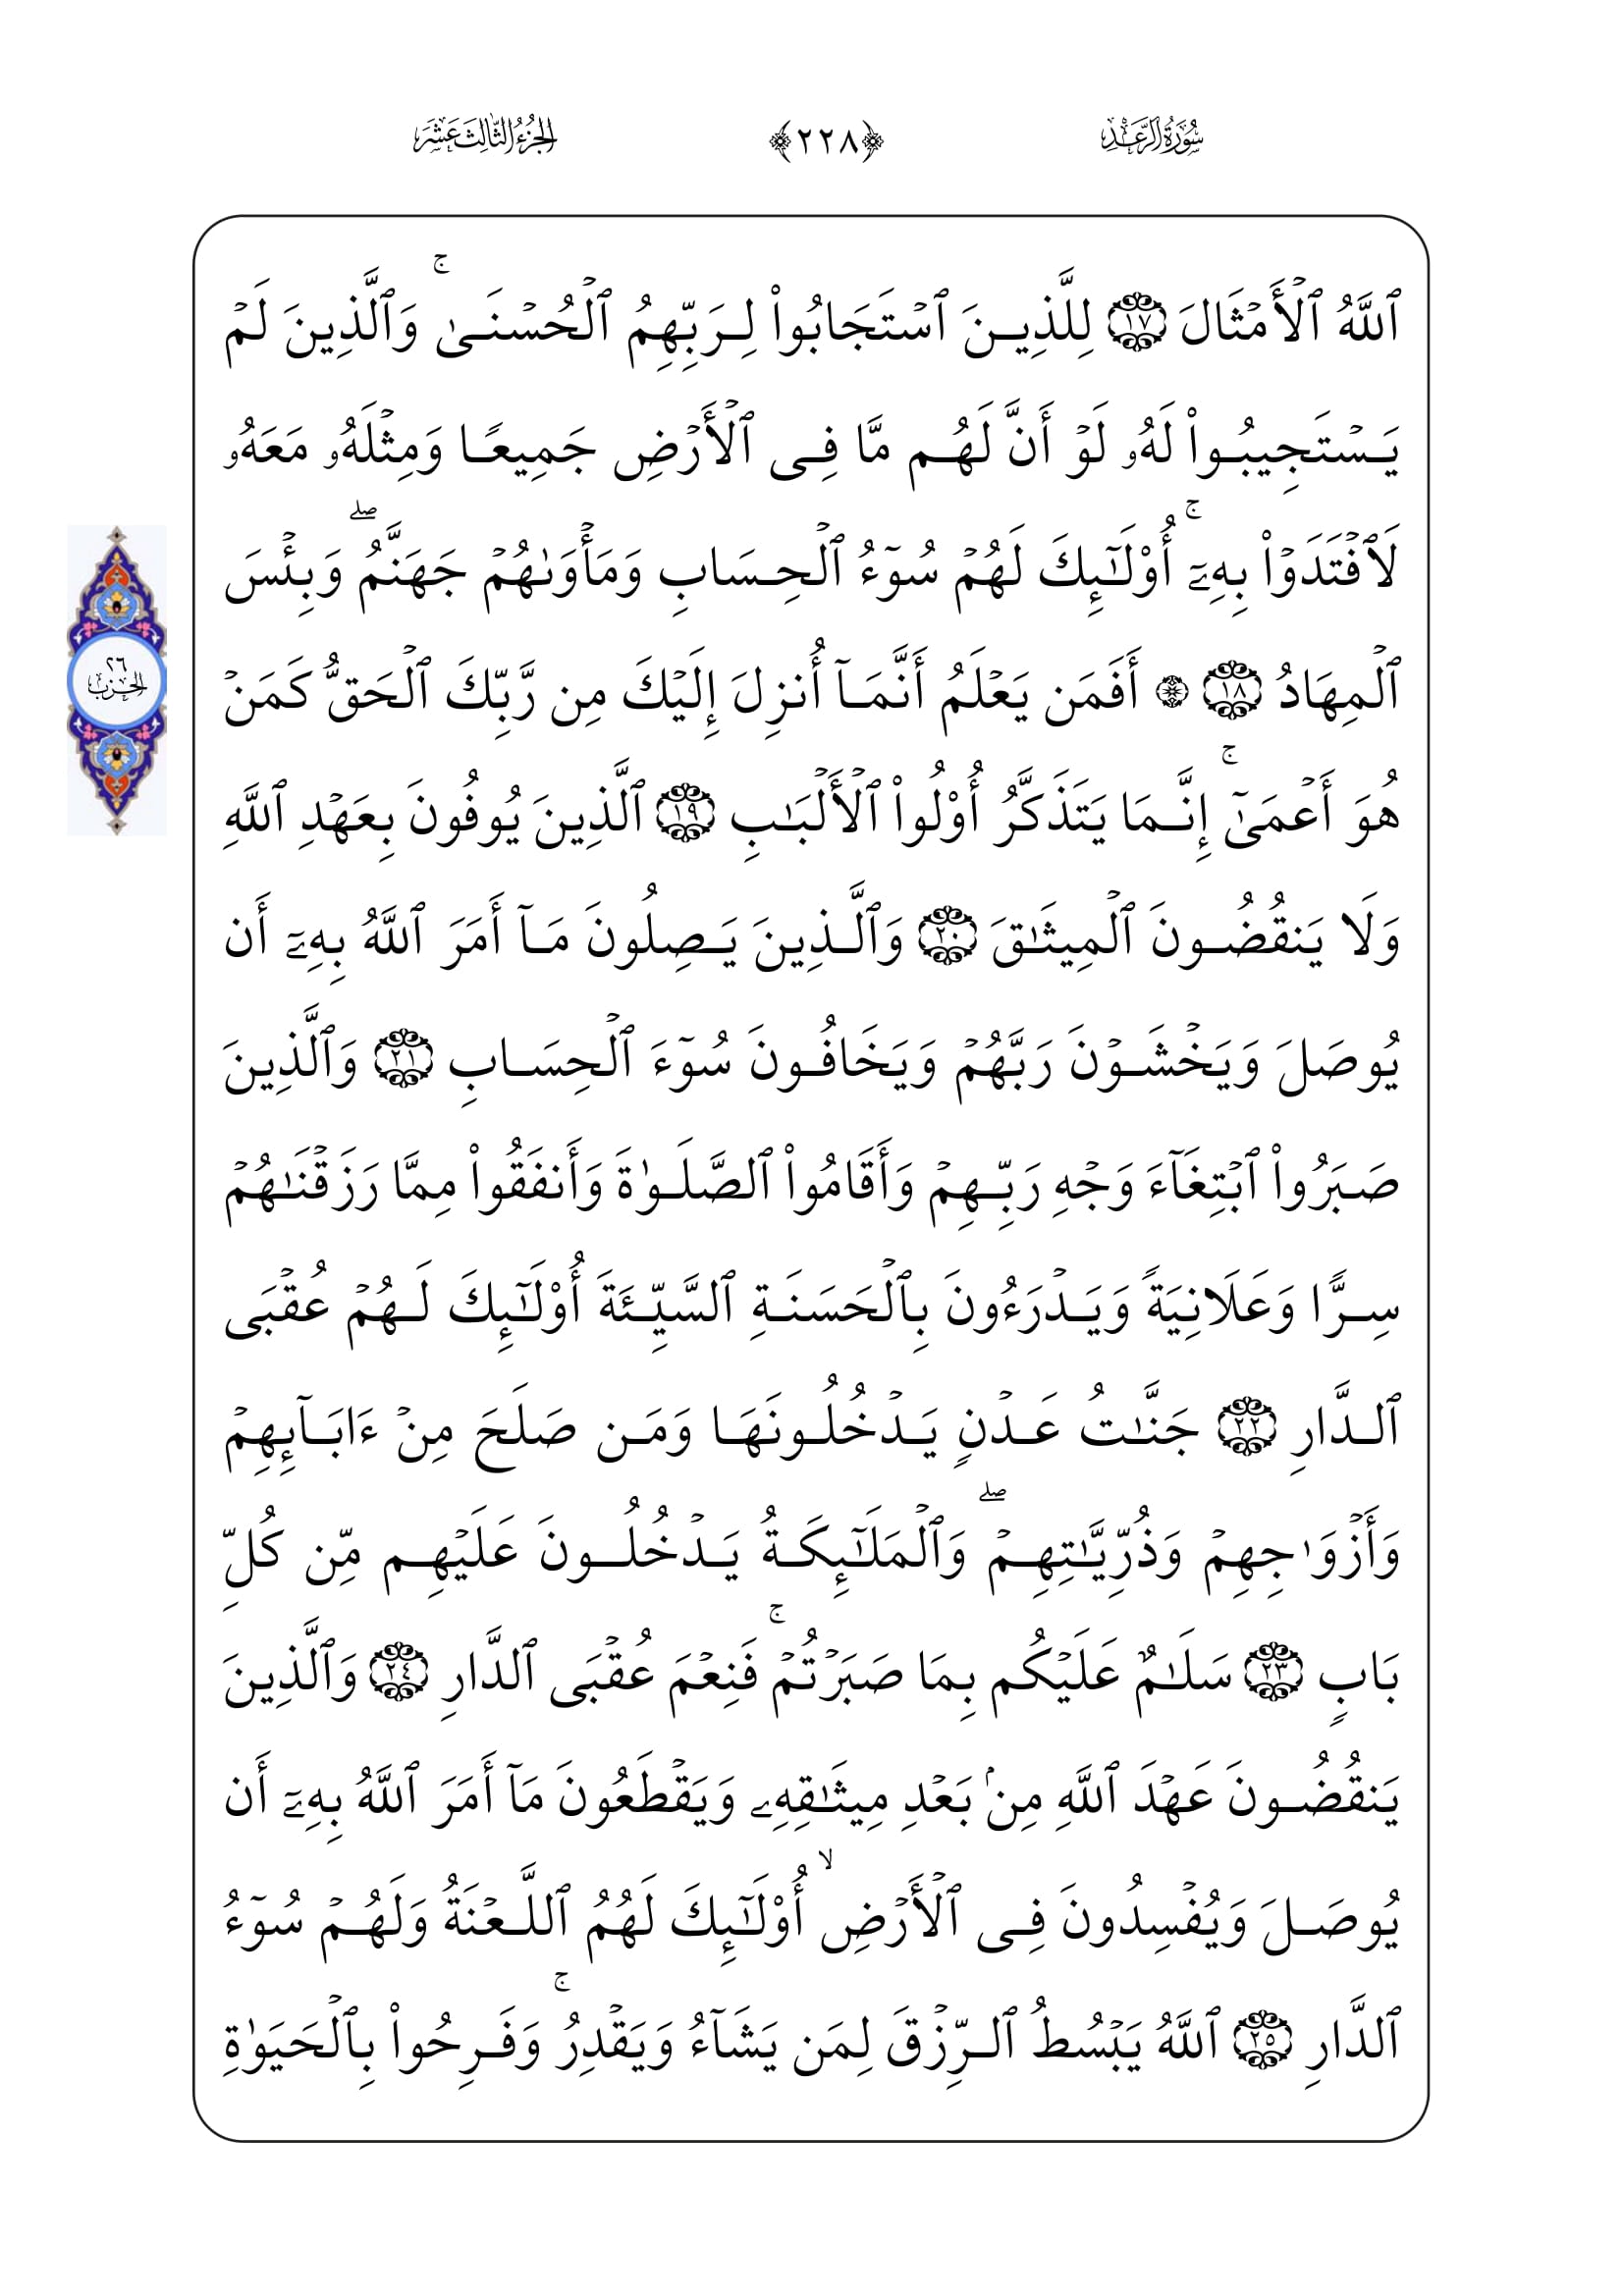 سُورَةُ الرَّعْدِ ﴿٢٢٨﴾ الجُزْءُ الثَّالِثَ عَشَرَ
ٱللَّهُ ٱلْأَمْثَالَ ١٧ لِلَّذِينَ ٱسْتَجَابُوا۟ لِرَبِّهِمُ ٱلْحُسْنَىٰ ۚ وَٱلَّذِينَ لَمْ
يَسْتَجِيبُوا۟ لَهُۥ لَوْ أَنَّ لَهُم مَّا فِى ٱلْأَرْضِ جَمِيعًا وَمِثْلَهُۥ مَعَهُۥ
لَٱفْتَدَوْا۟ بِهِۦٓ ۚ أُو۟لَـٰٓئِكَ لَهُمْ سُوٓءُ ٱلْحِسَابِ وَمَأْوَىٰهُمْ جَهَنَّمُ ۖ وَبِئْسَ
ٱلْمِهَادُ ١٨ ۞ أَفَمَن يَعْلَمُ أَنَّمَآ أُنزِلَ إِلَيْكَ مِن رَّبِّكَ ٱلْحَقُّ كَمَنْ
هُوَ أَعْمَىٰٓ ۚ إِنَّمَا يَتَذَكَّرُ أُو۟لُوا۟ ٱلْأَلْبَـٰبِ ١٩ ٱلَّذِينَ يُوفُونَ بِعَهْدِ ٱللَّهِ
وَلَا يَنقُضُونَ ٱلْمِيثَـٰقَ ٢٠ وَٱلَّذِينَ يَصِلُونَ مَآ أَمَرَ ٱللَّهُ بِهِۦٓ أَن
يُوصَلَ وَيَخْشَوْنَ رَبَّهُمْ وَيَخَافُونَ سُوٓءَ ٱلْحِسَابِ ٢١ وَٱلَّذِينَ
صَبَرُوا۟ ٱبْتِغَآءَ وَجْهِ رَبِّهِمْ وَأَقَامُوا۟ ٱلصَّلَوٰةَ وَأَنفَقُوا۟ مِمَّا رَزَقْنَـٰهُمْ
سِرًّا وَعَلَانِيَةً وَيَدْرَءُونَ بِٱلْحَسَنَةِ ٱلسَّيِّئَةَ أُو۟لَـٰٓئِكَ لَهُمْ عُقْبَى
ٱلدَّارِ ٢٢ جَنَّـٰتُ عَدْنٍ يَدْخُلُونَهَا وَمَن صَلَحَ مِنْ ءَابَآئِهِمْ
وَأَزْوَٰجِهِمْ وَذُرِّيَّـٰتِهِمْ ۖ وَٱلْمَلَـٰٓئِكَةُ يَدْخُلُونَ عَلَيْهِم مِّن كُلِّ
بَابٍ ٢٣ سَلَـٰمٌ عَلَيْكُم بِمَا صَبَرْتُمْ ۚ فَنِعْمَ عُقْبَى ٱلدَّارِ ٢٤ وَٱلَّذِينَ
يَنقُضُونَ عَهْدَ ٱللَّهِ مِنۢ بَعْدِ مِيثَـٰقِهِۦ وَيَقْطَعُونَ مَآ أَمَرَ ٱللَّهُ بِهِۦٓ أَن
يُوصَلَ وَيُفْسِدُونَ فِى ٱلْأَرْضِ ۙ أُو۟لَـٰٓئِكَ لَهُمُ ٱللَّعْنَةُ وَلَهُمْ سُوٓءُ
ٱلدَّارِ ٢٥ ٱللَّهُ يَبْسُطُ ٱلرِّزْقَ لِمَن يَشَآءُ وَيَقْدِرُ ۚ وَفَرِحُوا۟ بِٱلْحَيَوٰةِ
٢٦
الحزب